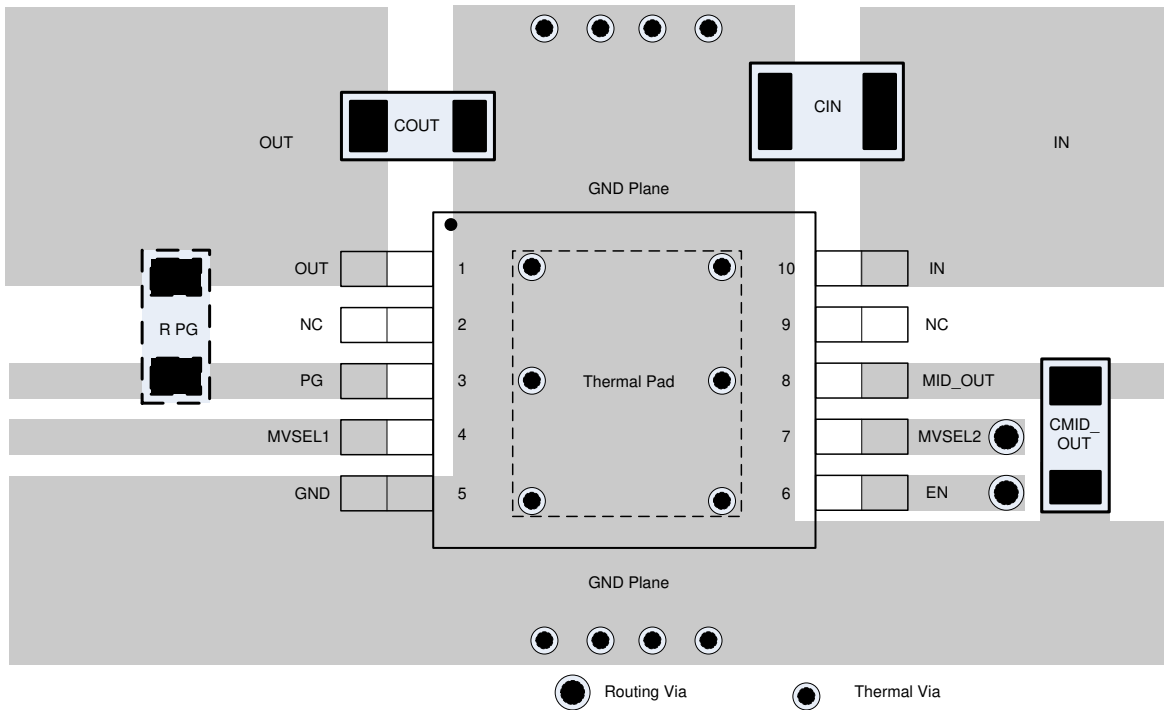 COUT
CIN
OUT
IN
GND Plane
OUT
1
10
IN
R PG
NC
2
9
NC
PG
3
Thermal Pad
8
MID_OUT
MVSEL1
4
7
MVSEL2
CMID_
OUT
GND
5
6
EN
GND Plane
Routing Via
Thermal Via